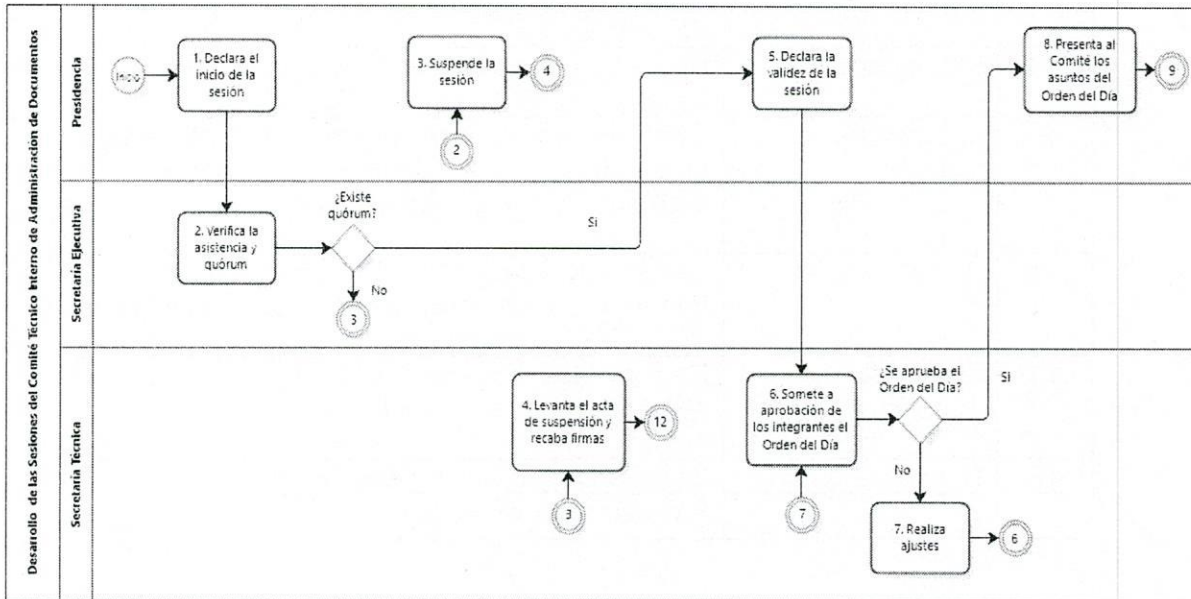 Desarrollo de las Sesiones del Comité Técnico Interno de Administración de Documentos
Presidencia
Inicio
1. Declara el
inicio de la
sesión
3. Suspende la
sesión
4
2
5. Declara la
validez de la
sesión
8. Presenta al
Comité los
asuntos del
Orden del Día
9
Secretaría Ejecutiva
2. Verifica la
asistencia y
quórum
¿Existe
quórum?
Si
No
3
Secretaría Técnica
4. Levanta el acta
de suspensión y
recaba firmas
12
3
6. Somete a
aprobación de
los integrantes el
Orden del Día
7
¿Se aprueba el
Orden del Día?
Si
No
7. Realiza
ajustes
6